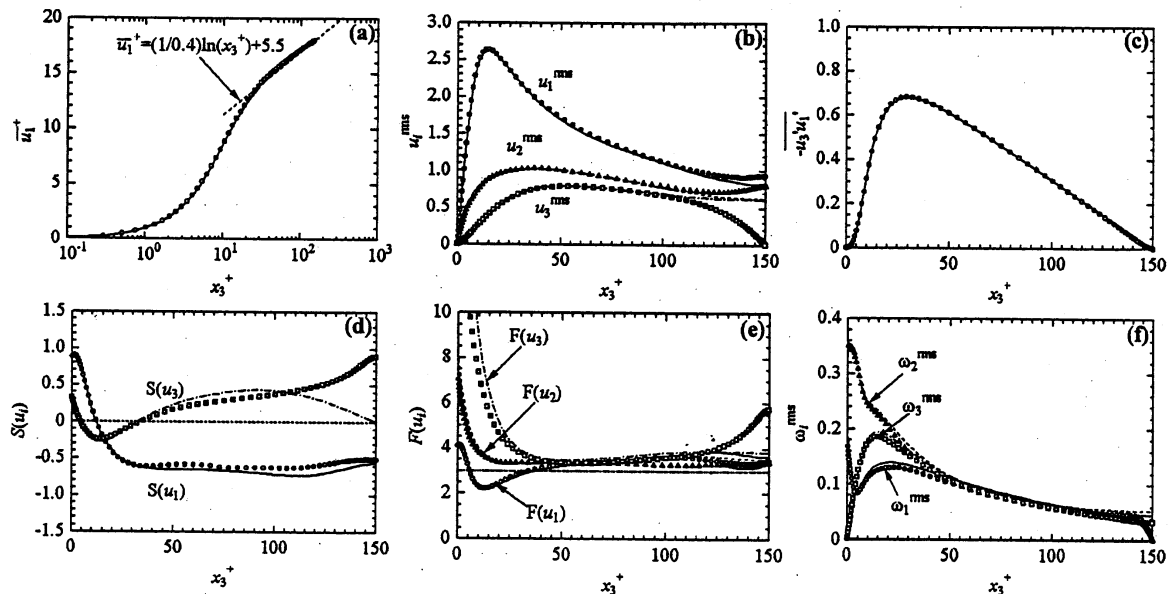 (a)
u̅₁⁺=(1/0.4)ln(x₃⁺)+5.5
20
15
10
5
0
u̅₁⁺
10⁻¹ 10⁰ 10¹ 10² 10³
x₃⁺
(b)
3.0
2.5
2.0
1.5
1.0
0.5
0
uᵢʳᵐˢ
u₁ʳᵐˢ
u₂ʳᵐˢ
u₃ʳᵐˢ
0 50 100 150
x₃⁺
(c)
1.0
0.8
0.6
0.4
0.2
0
-u₃'u₁'
0 50 100 150
x₃⁺
(d)
1.5
1.0
0.5
0
-0.5
-1.0
-1.5
S(uᵢ)
S(u₃)
S(u₁)
0 50 100 150
x₃⁺
(e)
10
8
6
4
2
0
F(uᵢ)
F(u₃)
F(u₂)
F(u₁)
0 50 100 150
x₃⁺
(f)
0.4
0.3
0.2
0.1
0
ωᵢʳᵐˢ
ω₂ʳᵐˢ
ω₃ʳᵐˢ
ω₁ʳᵐˢ
0 50 100 150
x₃⁺